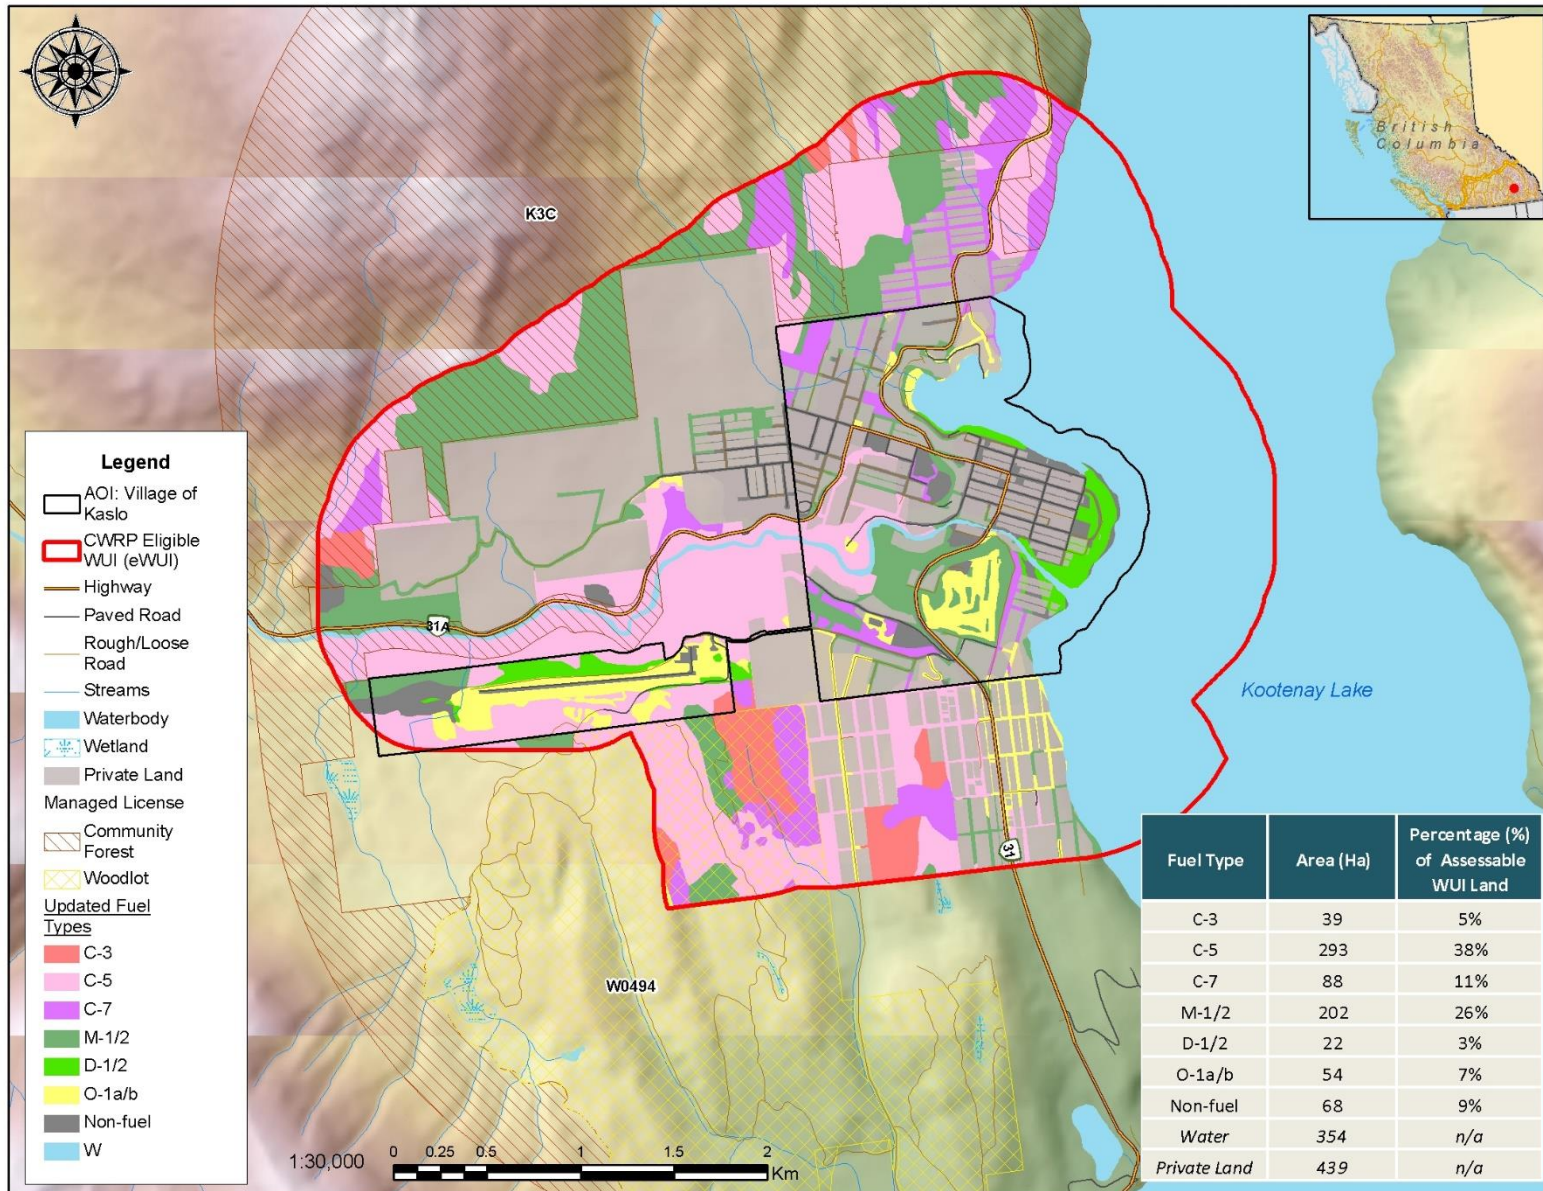 British
Columbia
K3C
31A
Kootenay Lake
31
W0494
Legend
AOI: Village of
Kaslo
CWRP Eligible
WUI (eWUI)
Highway
Paved Road
Rough/Loose
Road
Streams
Waterbody
Wetland
Private Land
Managed License
Community
Forest
Woodlot
Updated Fuel
Types
C-3
C-5
C-7
M-1/2
D-1/2
O-1a/b
Non-fuel
W
1:30,000
0 0.25 0.5 1 1.5 2
Km
Fuel Type Area (Ha) Percentage (%)
of Assessable
WUI Land
C-3 39 5%
C-5 293 38%
C-7 88 11%
M-1/2 202 26%
D-1/2 22 3%
O-1a/b 54 7%
Non-fuel 68 9%
Water 354 n/a
Private Land 439 n/a